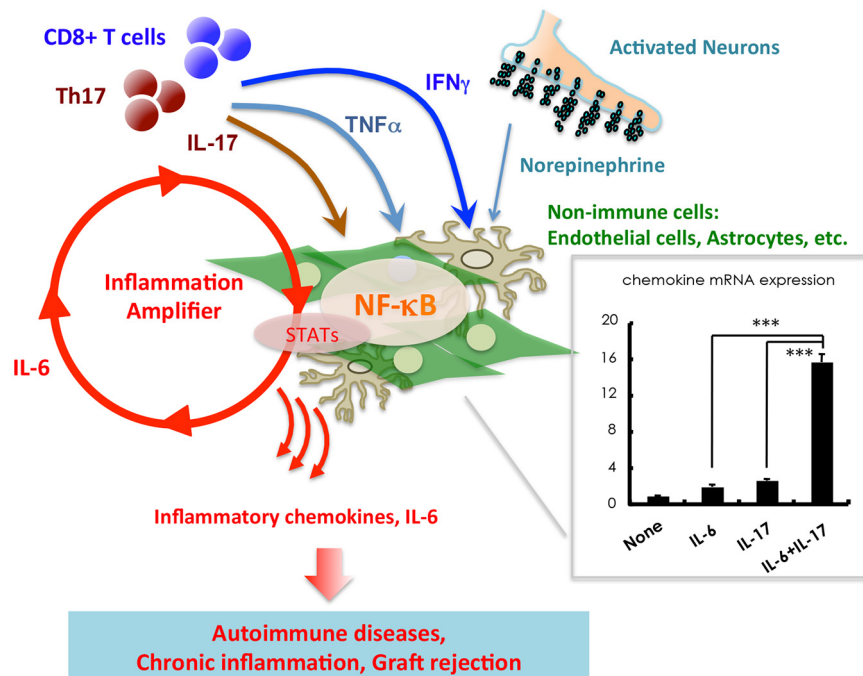 CD8+ T cells
Th17
IL-17
TNFα
IFNγ
Activated Neurons
Norepinephrine
Non-immune cells:
Endothelial cells, Astrocytes, etc.
Inflammation
Amplifier
IL-6
NF-κB
STATs
Inflammatory chemokines, IL-6
Autoimmune diseases,
Chronic inflammation, Graft rejection
chemokine mRNA expression
20
16
12
8
4
0
***
***
None
IL-6
IL-17
IL-6+IL-17